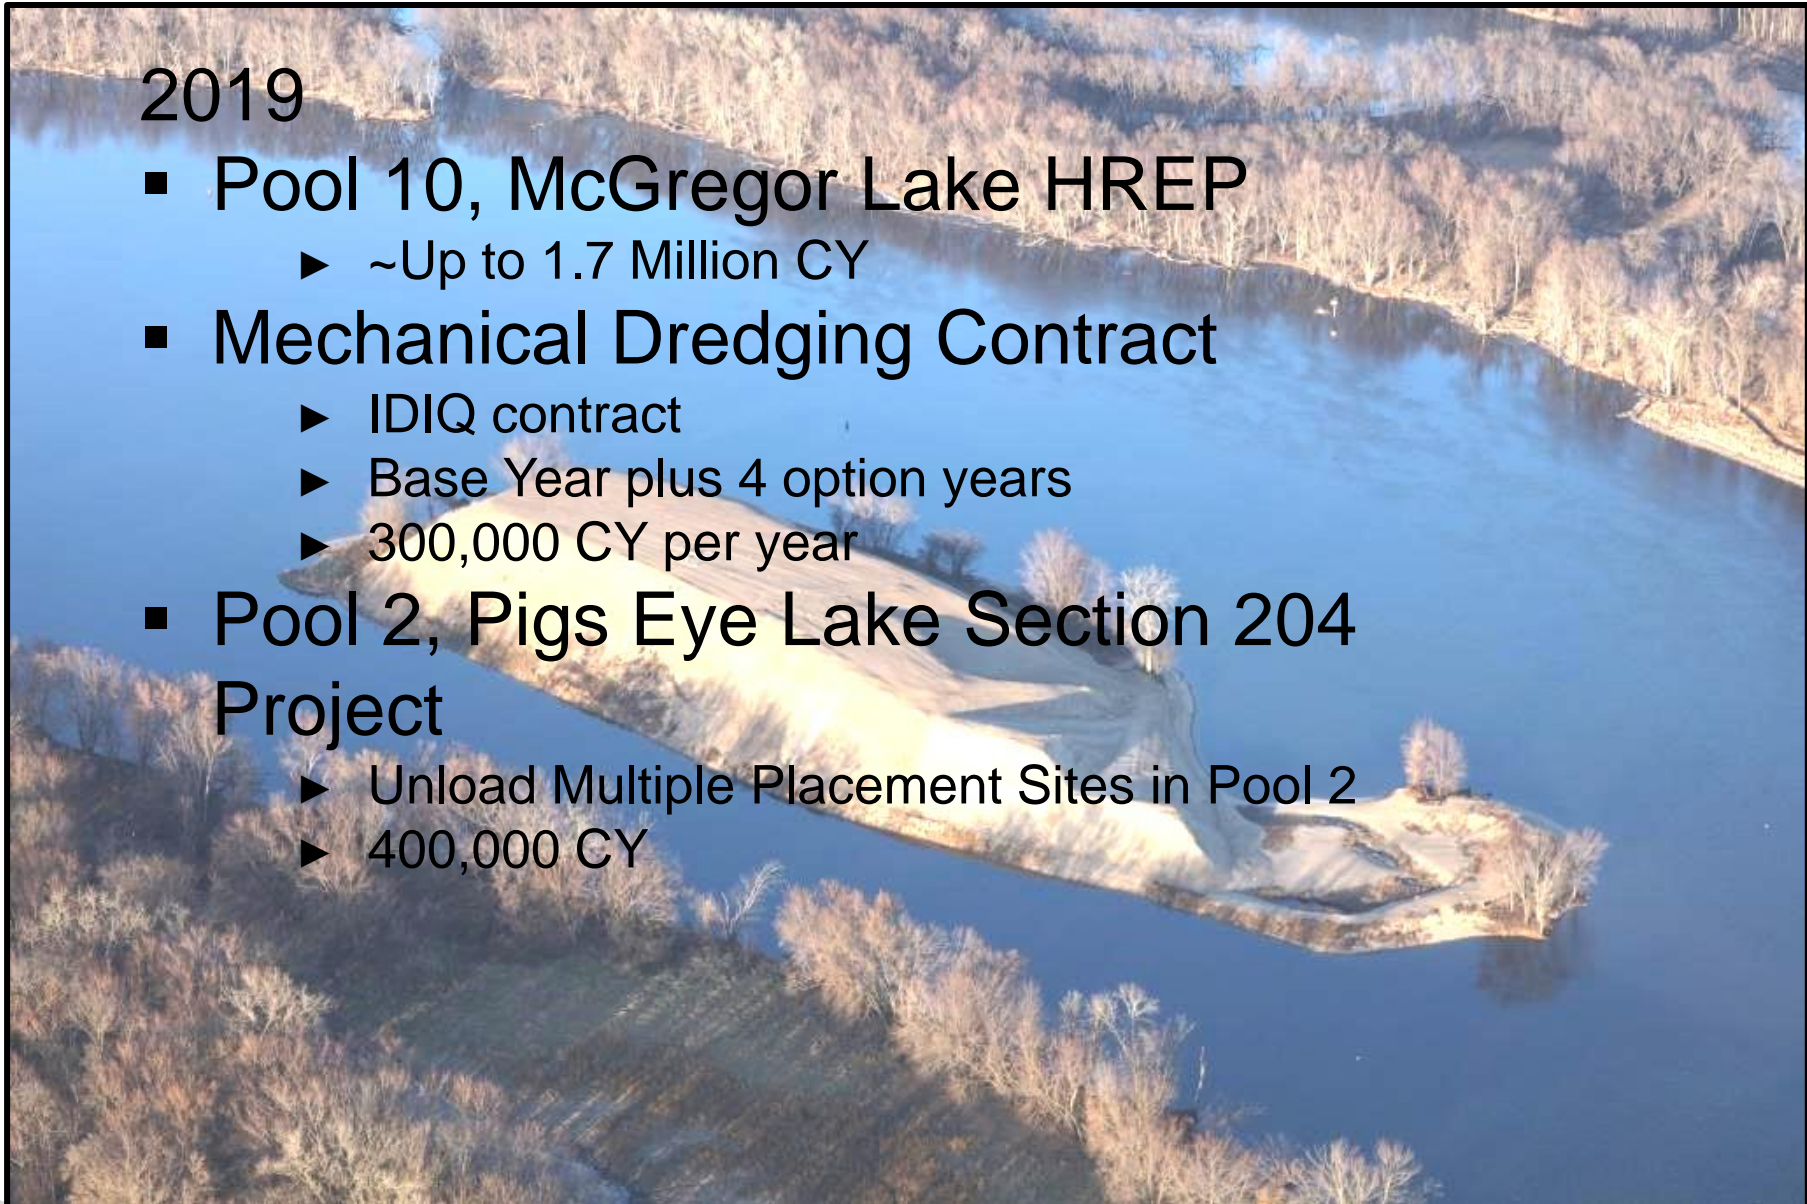 2019
▪ Pool 10, McGregor Lake HREP
► ~Up to 1.7 Million CY
▪ Mechanical Dredging Contract
► IDIQ contract
► Base Year plus 4 option years
► 300,000 CY per year
▪ Pool 2, Pigs Eye Lake Section 204
Project
► Unload Multiple Placement Sites in Pool 2
► 400,000 CY